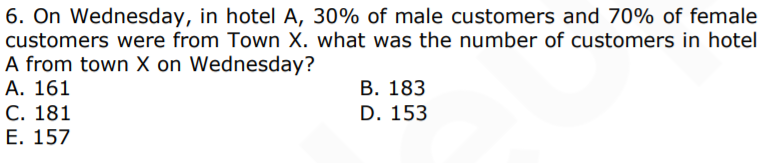 6. On Wednesday, in hotel A, 30% of male customers and 70% of female
customers were from Town X. what was the number of customers in hotel
A from town X on Wednesday?
A. 161 B. 183
C. 181 D. 153
E. 157